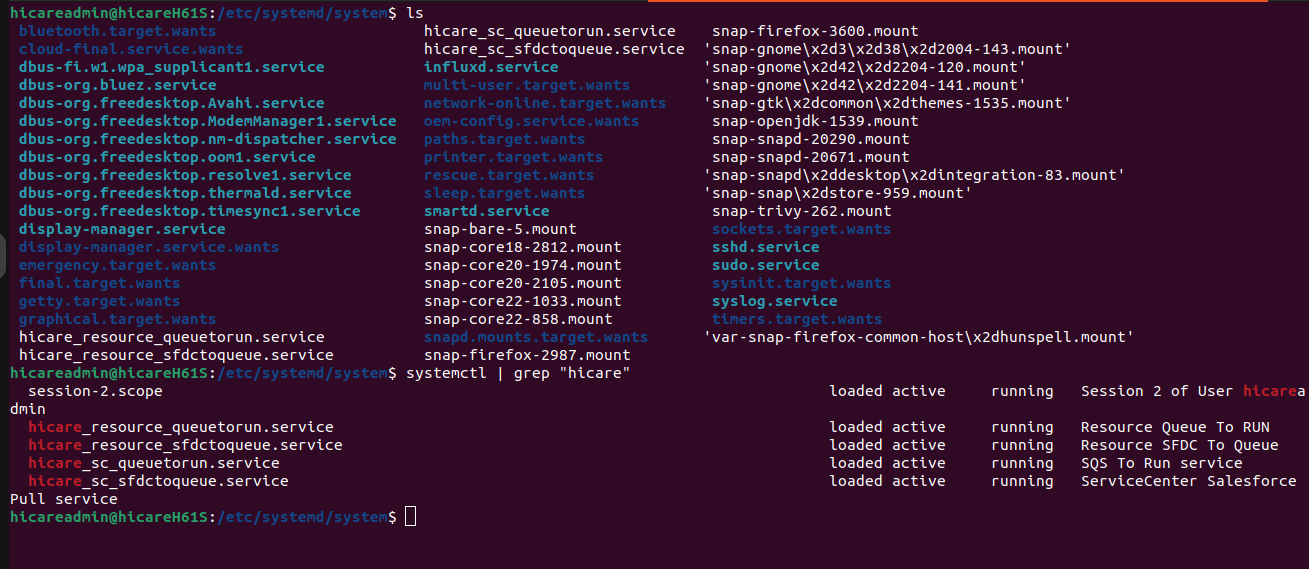 hicareadmin@hicareH61S:/etc/systemd/system$ ls
bluetooth.target.wants hicare_sc_queuetorun.service snap-firefox-3600.mount
cloud-final.service.wants hicare_sc_sfdctoqueue.service 'snap-gnome\x2d3\x2d38\x2d2004-143.mount'
dbus-fi.w1.wpa_supplicant1.service influxd.service 'snap-gnome\x2d42\x2d2204-120.mount'
dbus-org.bluez.service multi-user.target.wants 'snap-gnome\x2d42\x2d2204-141.mount'
dbus-org.freedesktop.Avahi.service network-online.target.wants 'snap-gtk\x2dcommon\x2dthemes-1535.mount'
dbus-org.freedesktop.ModemManager1.service oem-config.service.wants snap-openjdk-1539.mount
dbus-org.freedesktop.nm-dispatcher.service paths.target.wants snap-snapd-20290.mount
dbus-org.freedesktop.oom1.service printer.target.wants snap-snapd-20671.mount
dbus-org.freedesktop.resolve1.service rescue.target.wants 'snap-snapd\x2ddesktop\x2dintegration-83.mount'
dbus-org.freedesktop.thermald.service sleep.target.wants 'snap-snap\x2dstore-959.mount'
dbus-org.freedesktop.timesync1.service smartd.service snap-trivy-262.mount
display-manager.service snap-bare-5.mount sockets.target.wants
display-manager.service.wants snap-core18-2812.mount sshd.service
emergency.target.wants snap-core20-1974.mount sudo.service
final.target.wants snap-core20-2105.mount sysinit.target.wants
getty.target.wants snap-core22-1033.mount syslog.service
graphical.target.wants snap-core22-858.mount timers.target.wants
hicare_resource_queuetorun.service snapd.mounts.target.wants 'var-snap-firefox-common-host\x2dhunspell.mount'
hicare_resource_sfdctoqueue.service snap-firefox-2987.mount
hicareadmin@hicareH61S:/etc/systemd/system$ systemctl | grep "hicare"
session-2.scope loaded active running Session 2 of User hicarea
dmin
hicare_resource_queuetorun.service loaded active running Resource Queue To RUN
hicare_resource_sfdctoqueue.service loaded active running Resource SFDC To Queue
hicare_sc_queuetorun.service loaded active running SQS To Run service
hicare_sc_sfdctoqueue.service loaded active running ServiceCenter Salesforce
Pull service
hicareadmin@hicareH61S:/etc/systemd/system$